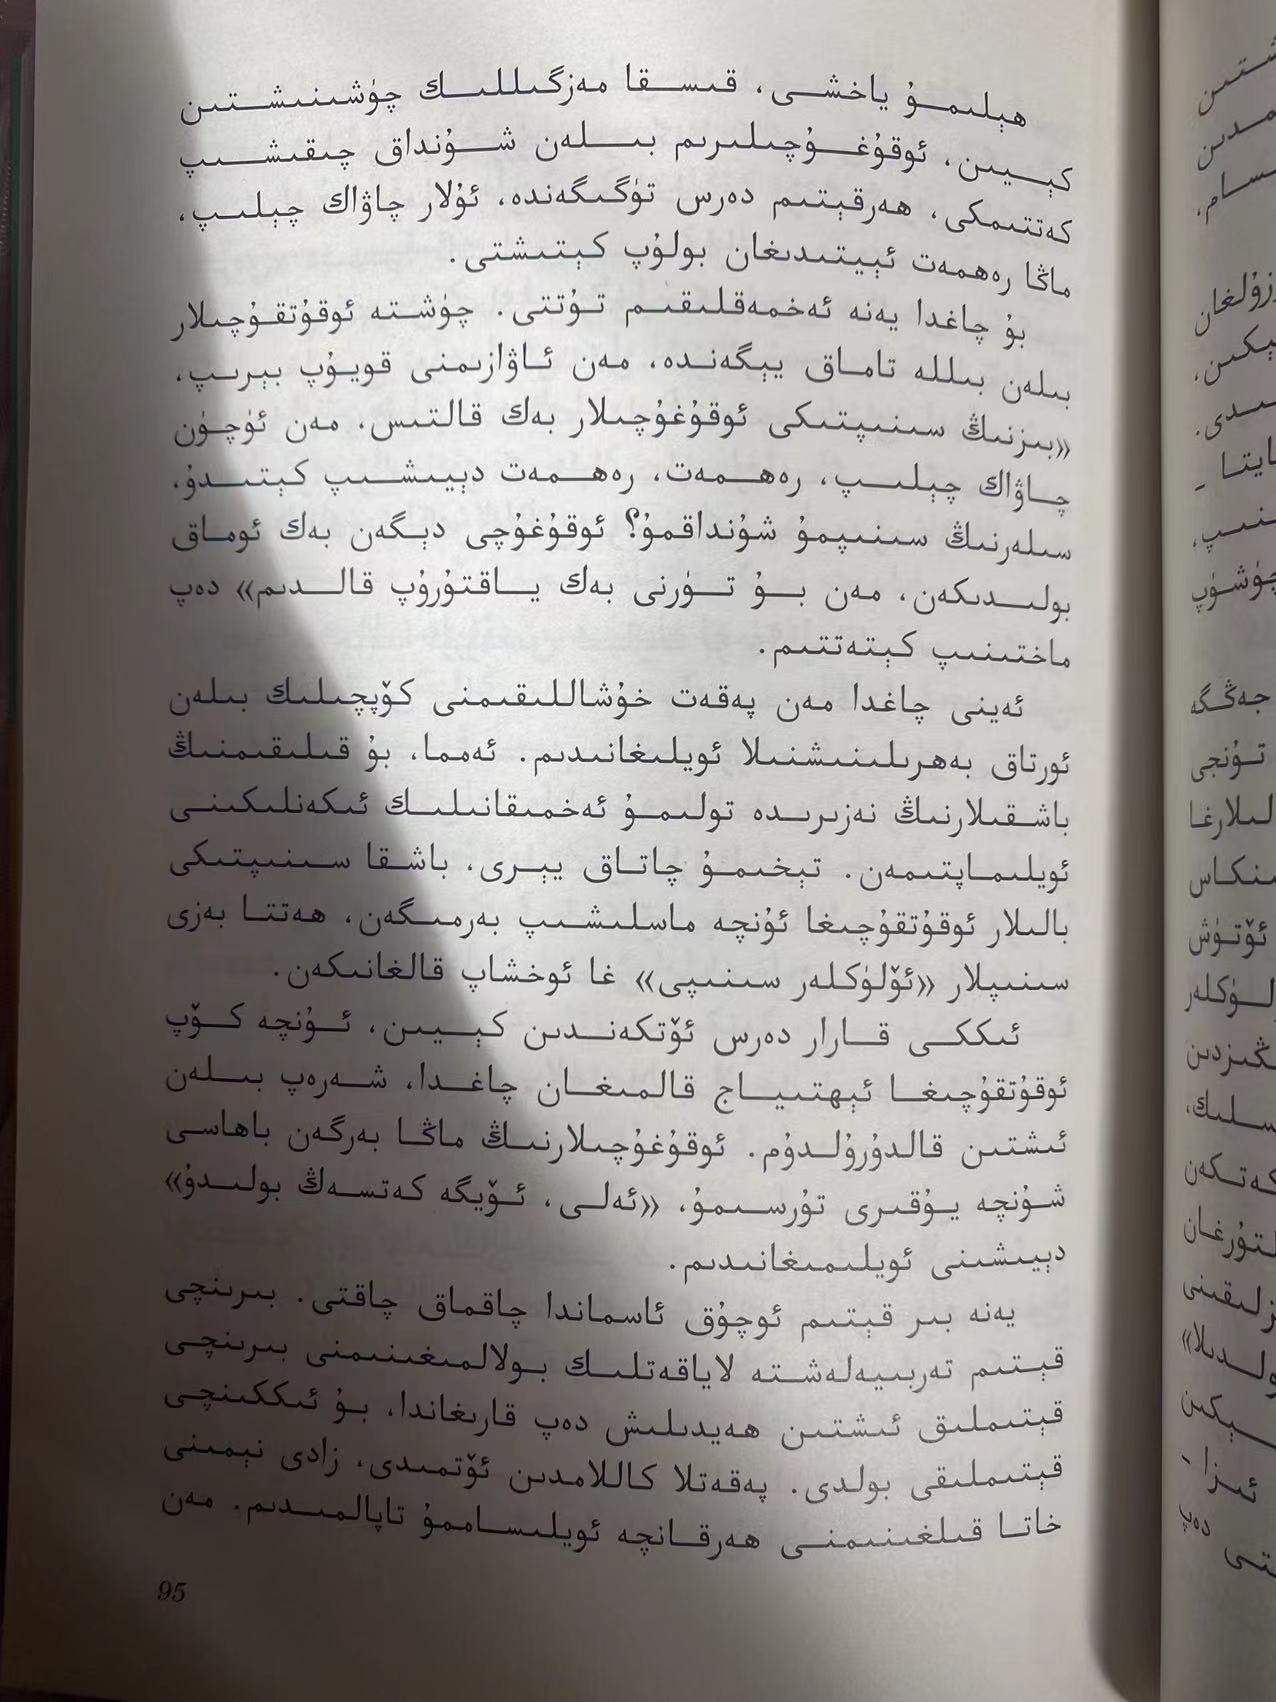 ھېلىمۇ ياخشى، قىسقا مەزگىللىك چۈشىنىشتىن
كېيىن، ئوقۇغۇچىلىرىم بىلەن شۇنداق چىقىشىپ
كەتتىمكى، ھەرقېتىم دەرس تۈگىگەندە، ئۇلار چاۋاك چېلىپ،
ماڭا رەھمەت ئېيتىدىغان بولۇپ كېتىشتى.
بۇ چاغدا يەنە ئەخمەقلىقىم تۇتتى. چۈشتە ئوقۇتقۇچىلار
بىلەن بىللە تاماق يېگەندە، مەن ئاۋازىمنى قويۇپ بېرىپ،
«بىزنىڭ سىنىپتىكى ئوقۇغۇچىلار بەك قالتىس، مەن ئۈچۈن
چاۋاك چېلىپ، رەھمەت، رەھمەت دېيىشىپ كېتىدۇ،
سىلەرنىڭ سىنىپمۇ شۇنداقمۇ؟ ئوقۇغۇچى دېگەن بەك ئوماق
بولىدىكەن، مەن بۇ تۈرنى بەك ياقتۇرۇپ قالدىم» دەپ
ماختىنىپ كېتەتتىم.
ئەينى چاغدا مەن پەقەت خۇشاللىقىمنى كۆپچىلىك بىلەن
ئورتاق بەھرىلىنىشنىلا ئويلىغانىدىم. ئەمما، بۇ قىلىقىمنىڭ
باشقىلارنىڭ نەزىرىدە تولىمۇ ئەخمىقانىلىك ئىكەنلىكىنى
ئويلىماپتىمەن. تېخىمۇ چاتاق يېرى، باشقا سىنىپتىكى
بالىلار ئوقۇتقۇچىغا ئۇنچە ماسلىشىپ بەرمىگەن، ھەتتا بەزى
سىنىپلار «ئۆلۈكلەر سىنىپى» غا ئوخشاپ قالغانىكەن.
ئىككى قارار دەرس ئۆتكەندىن كېيىن، ئۇنچە كۆپ
ئوقۇتقۇچىغا ئېھتىياج قالمىغان چاغدا، شەرەپ بىلەن
ئىشتىن قالدۇرۇلدۇم. ئوقۇغۇچىلارنىڭ ماڭا بەرگەن باھاسى
شۇنچە يۇقىرى تۇرسىمۇ، «ئەلى، ئۆيگە كەتسەڭ بولىدۇ»
دېيىشىنى ئويلىمىغانىدىم.
يەنە بىر قېتىم ئوچۇق ئاسماندا چاقماق چاقتى. بىرىنچى
قېتىم تەربىيەلەشتە لاياقەتلىك بولالمىغىنىمنى بىرىنچى
قېتىملىق ئىشتىن ھەيدىلىش دەپ قارىغاندا، بۇ ئىككىنچى
قېتىملىقى بولدى. پەقەتلا كاللامدىن ئۆتمىدى، زادى نېمىنى
خاتا قىلغىنىمنى ھەرقانچە ئويلىساممۇ تاپالمىدىم. مەن
95